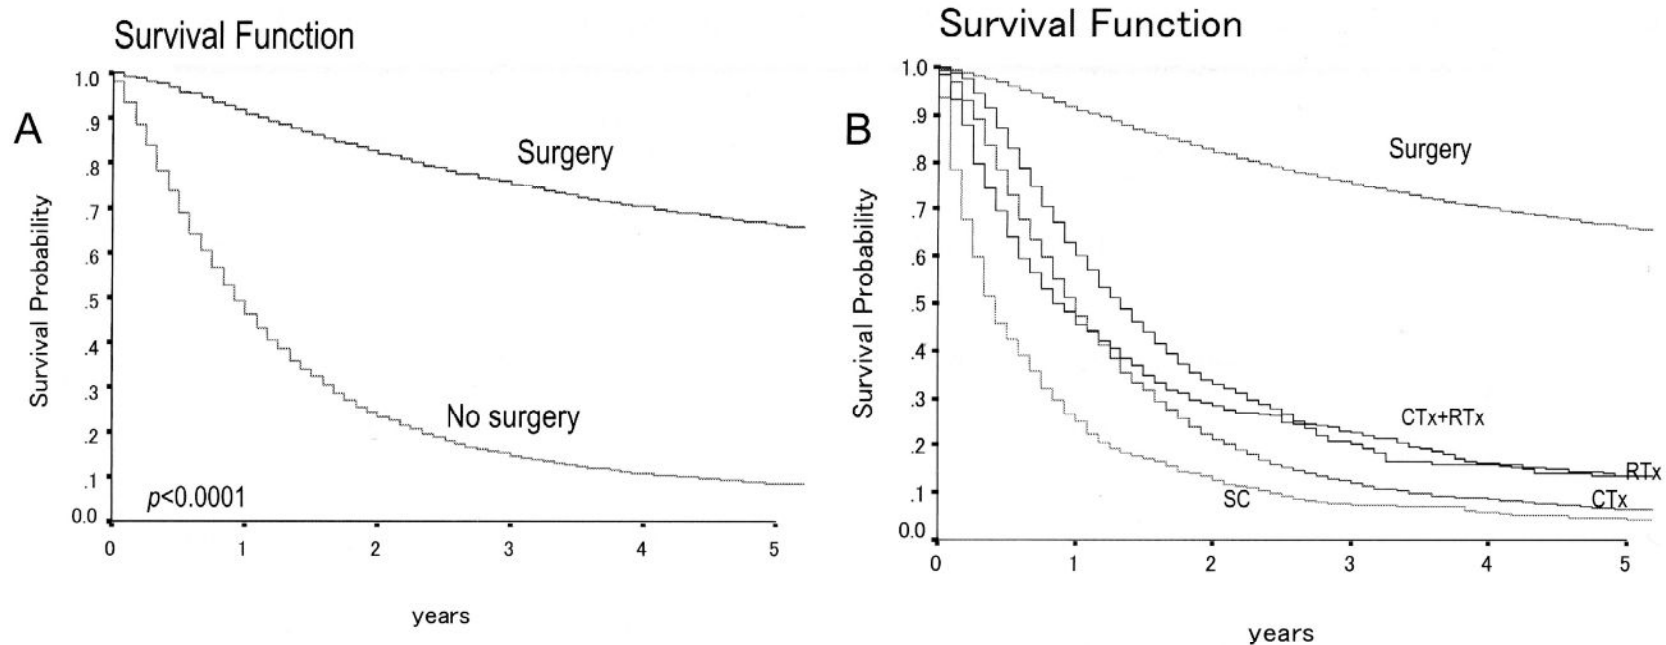 Survival Function
A
Survival Probability
1.0
.9
.8
.7
.6
.5
.4
.3
.2
.1
0.0
Surgery
No surgery
p<0.0001
0 1 2 3 4 5
years
Survival Function
B
Survival Probability
1.0
.9
.8
.7
.6
.5
.4
.3
.2
.1
0.0
Surgery
CTx+RTx
RTx
SC
CTx
0 1 2 3 4 5
years